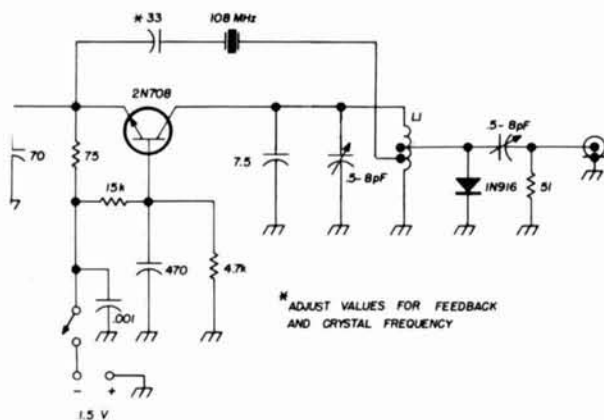 * 33
108 MHz
2N708
70
75
7.5
.5-8pF
L1
.5-8pF
1N916
51
15k
470
4.7k
.001
* ADJUST VALUES FOR FEEDBACK
AND CRYSTAL FREQUENCY
- +
1.5 V